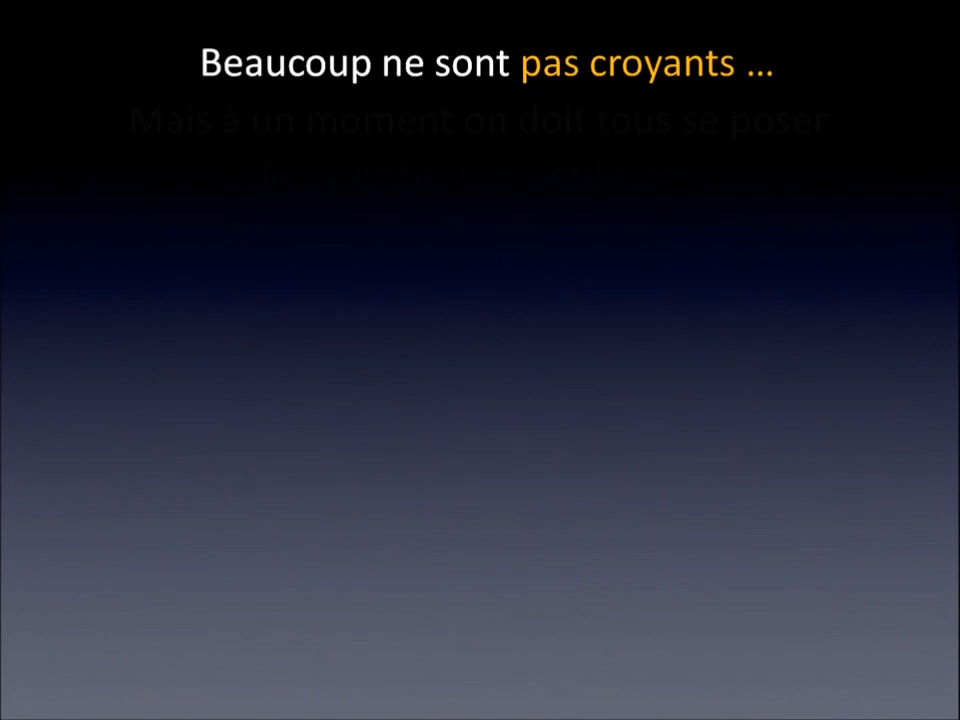 Beaucoup ne sont pas croyants ...
Mais à un moment on doit tous se poser